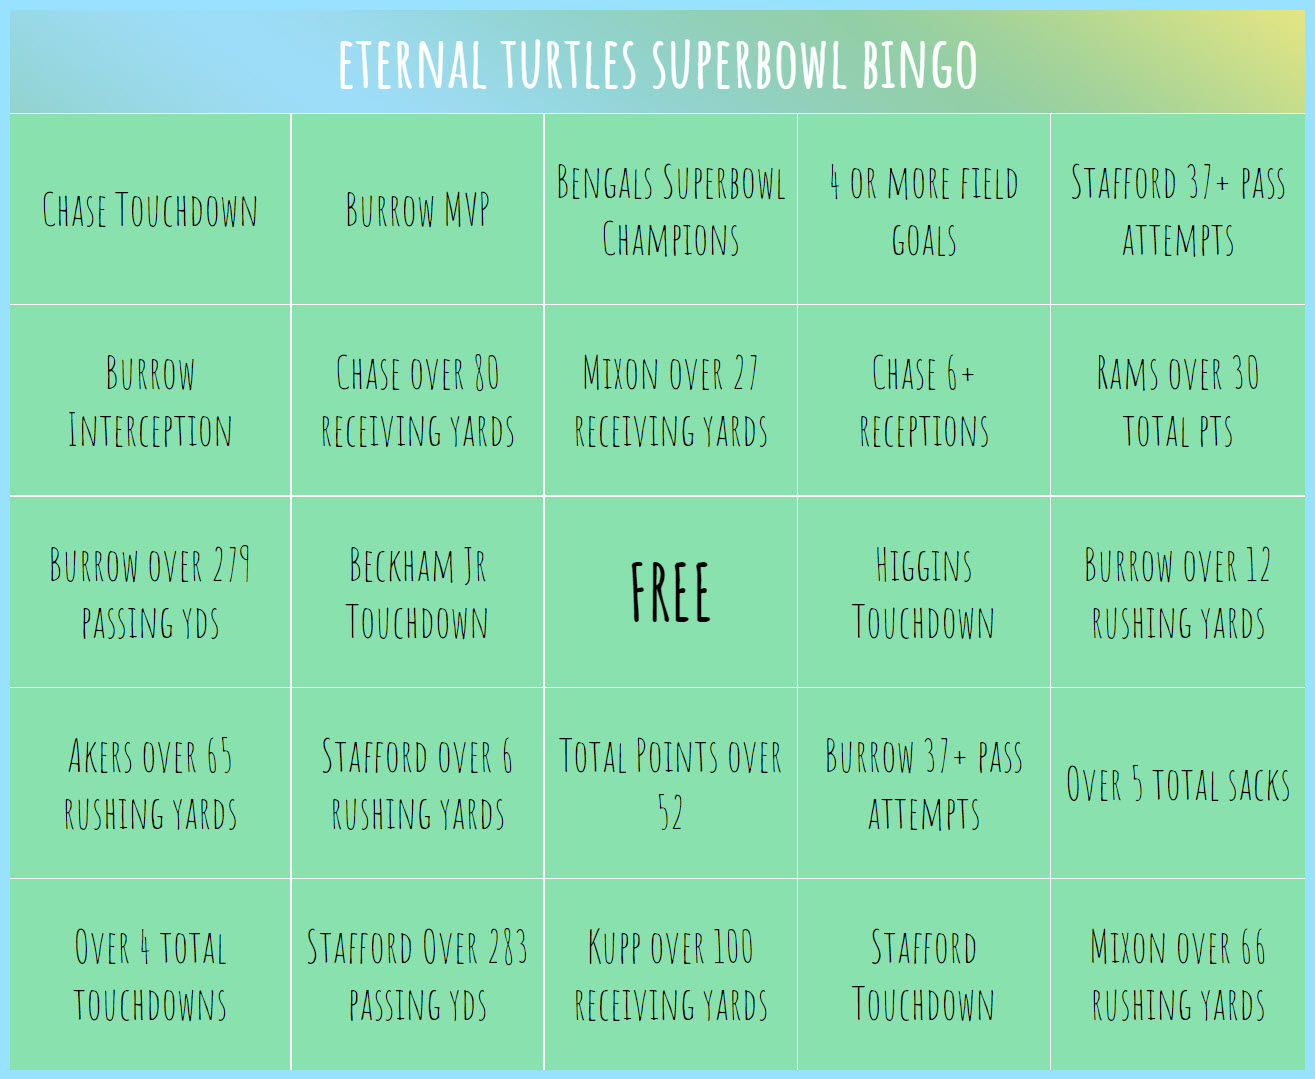 ETERNAL TURTLES SUPERBOWL BINGO
Chase Touchdown
Burrow MVP
Bengals Superbowl
Champions
4 or more field
goals
Stafford 37+ pass
attempts
Burrow
Interception
Chase over 80
receiving yards
Mixon over 27
receiving yards
Chase 6+
receptions
Rams over 30
total pts
Burrow over 279
passing yds
Beckham Jr
Touchdown
FREE
Higgins
Touchdown
Burrow over 12
rushing yards
Akers over 65
rushing yards
Stafford over 6
rushing yards
Total Points over
52
Burrow 37+ pass
attempts
Over 5 total sacks
Over 4 total
touchdowns
Stafford Over 283
passing yds
Kupp over 100
receiving yards
Stafford
Touchdown
Mixon over 66
rushing yards